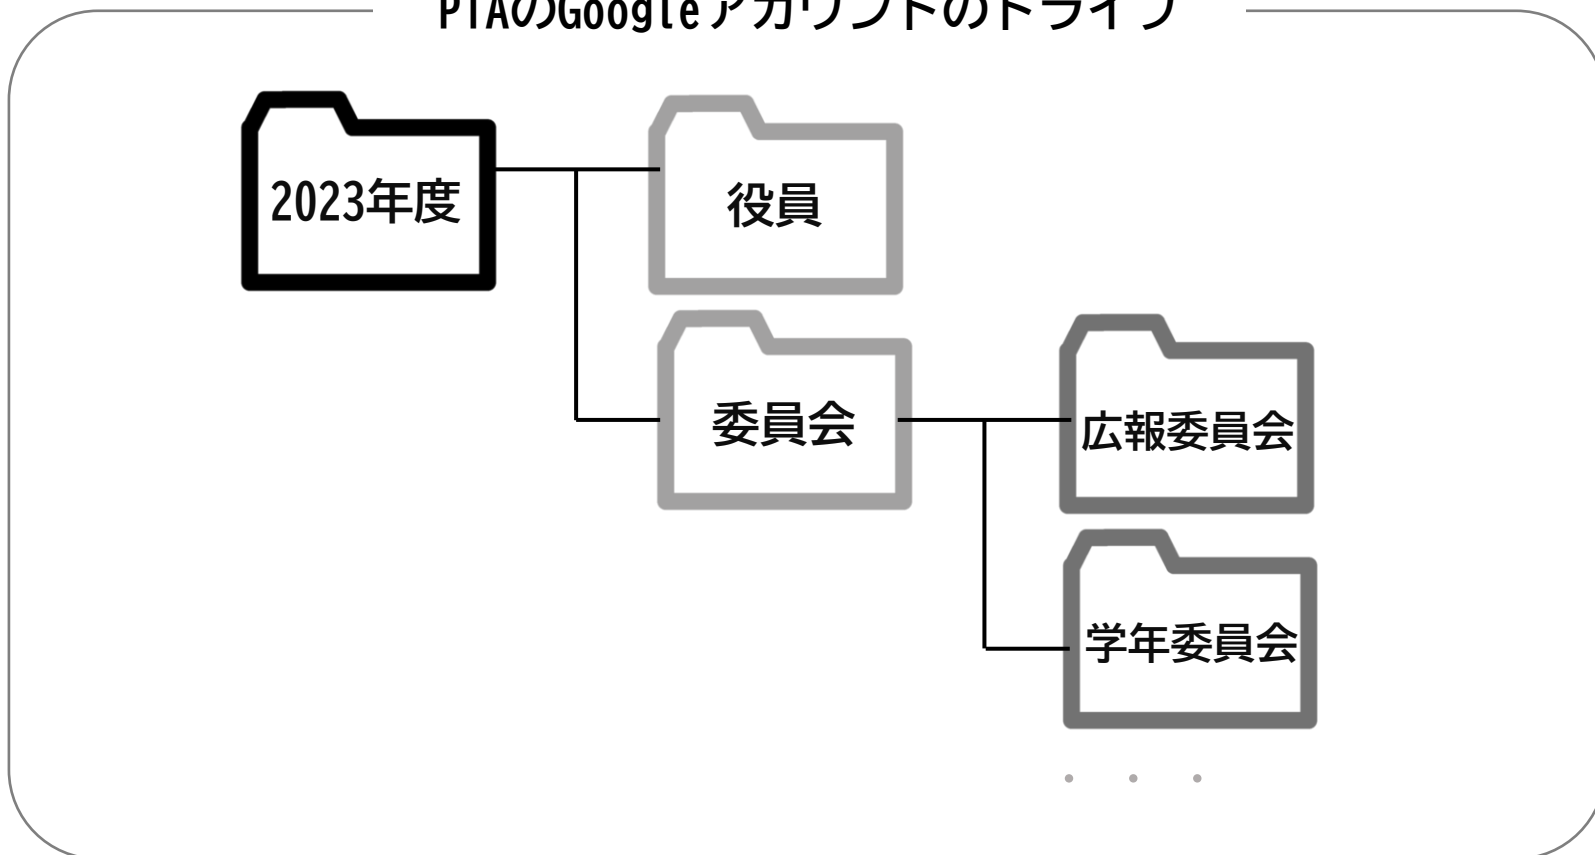 PTAのGoogleアカウントのドライブ
2023年度
役員
委員会
広報委員会
学年委員会
・・・